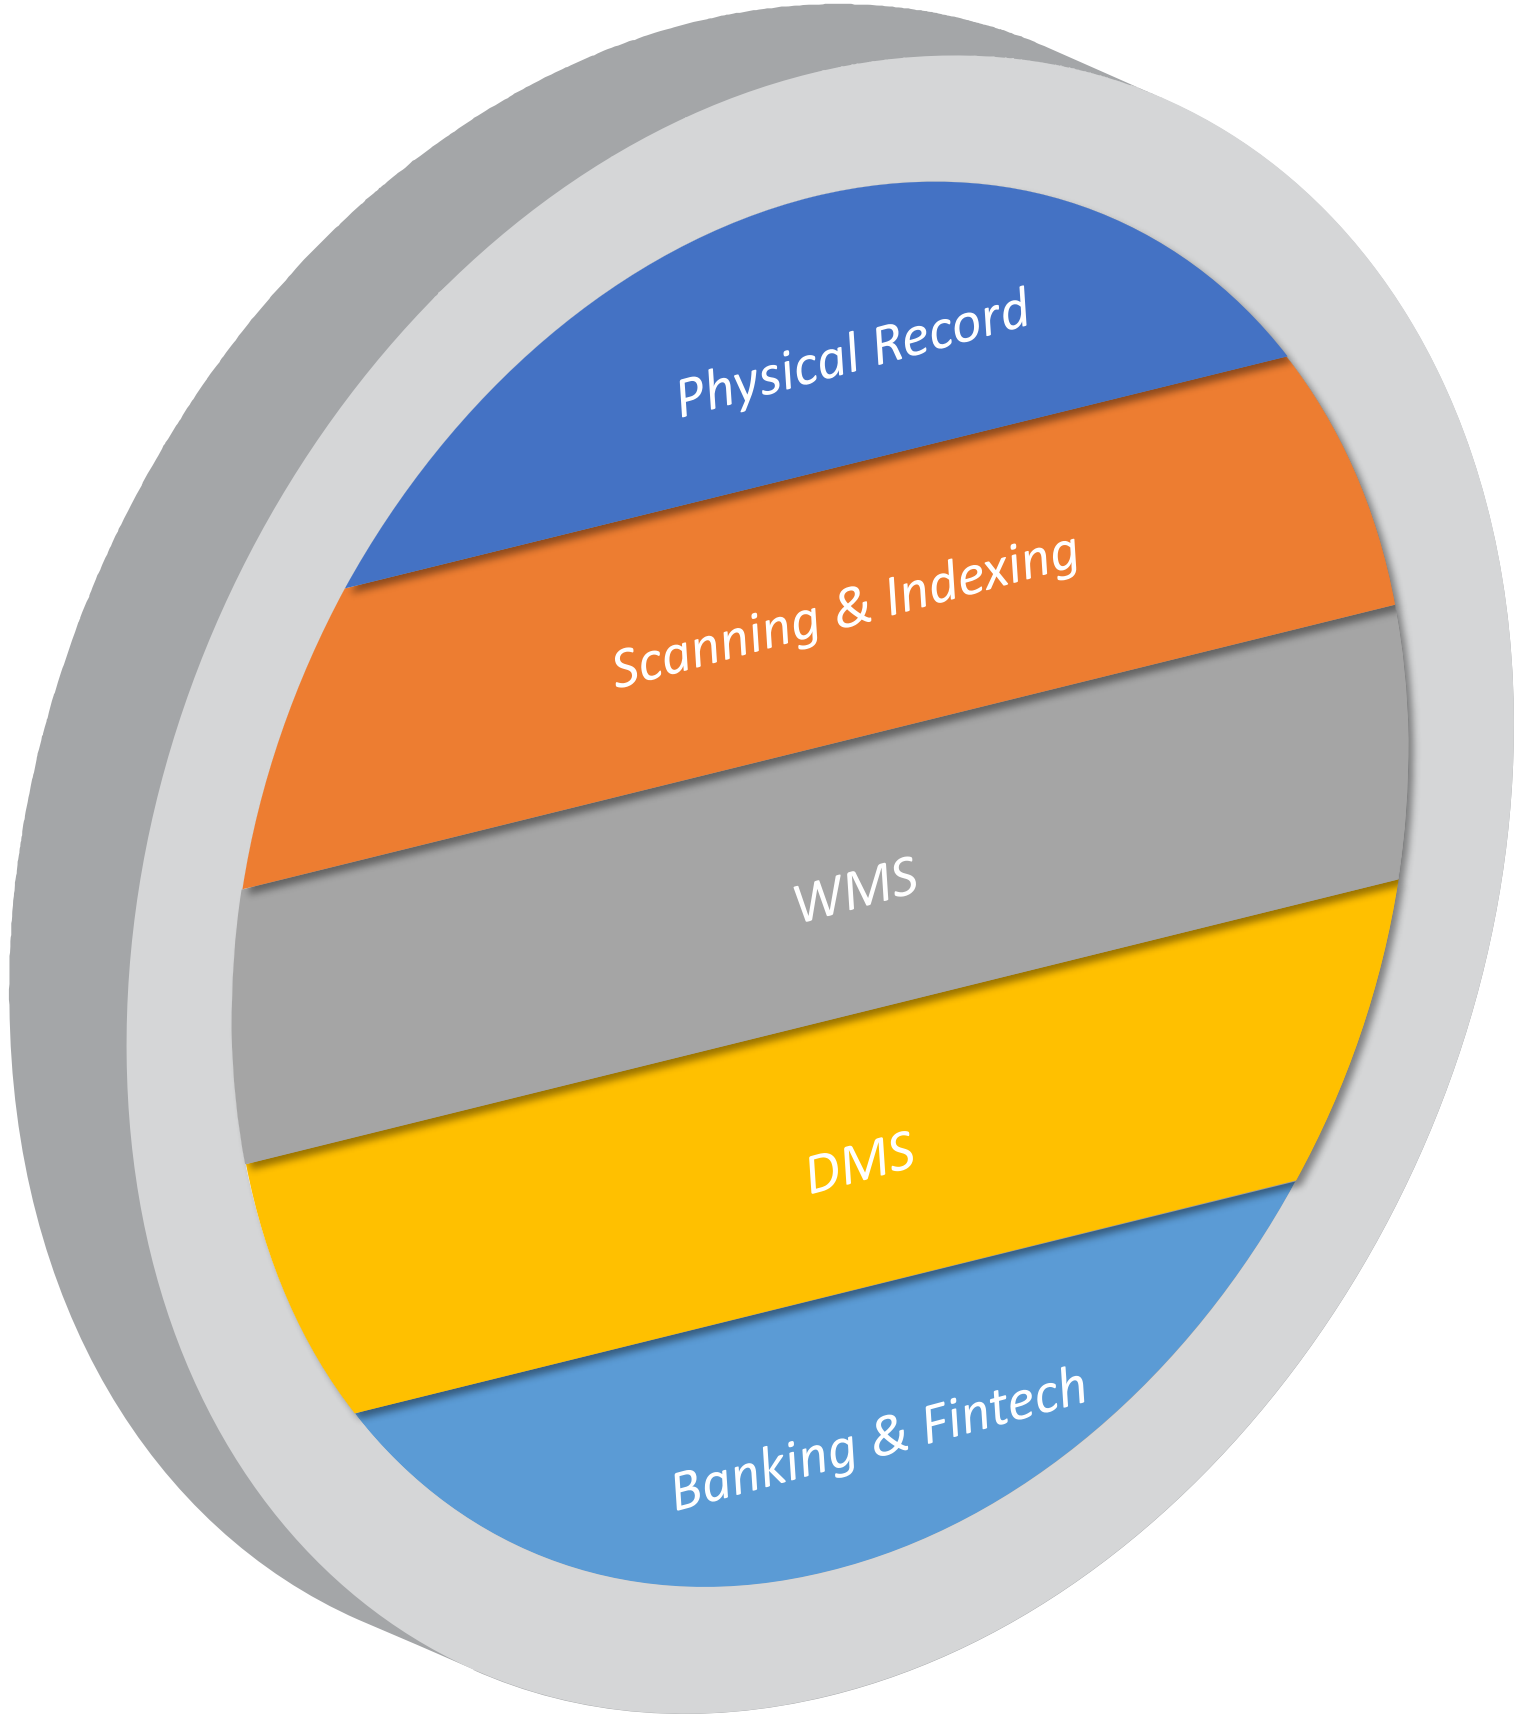 Physical Record
Scanning & Indexing
WMS
DMS
Banking & Fintech